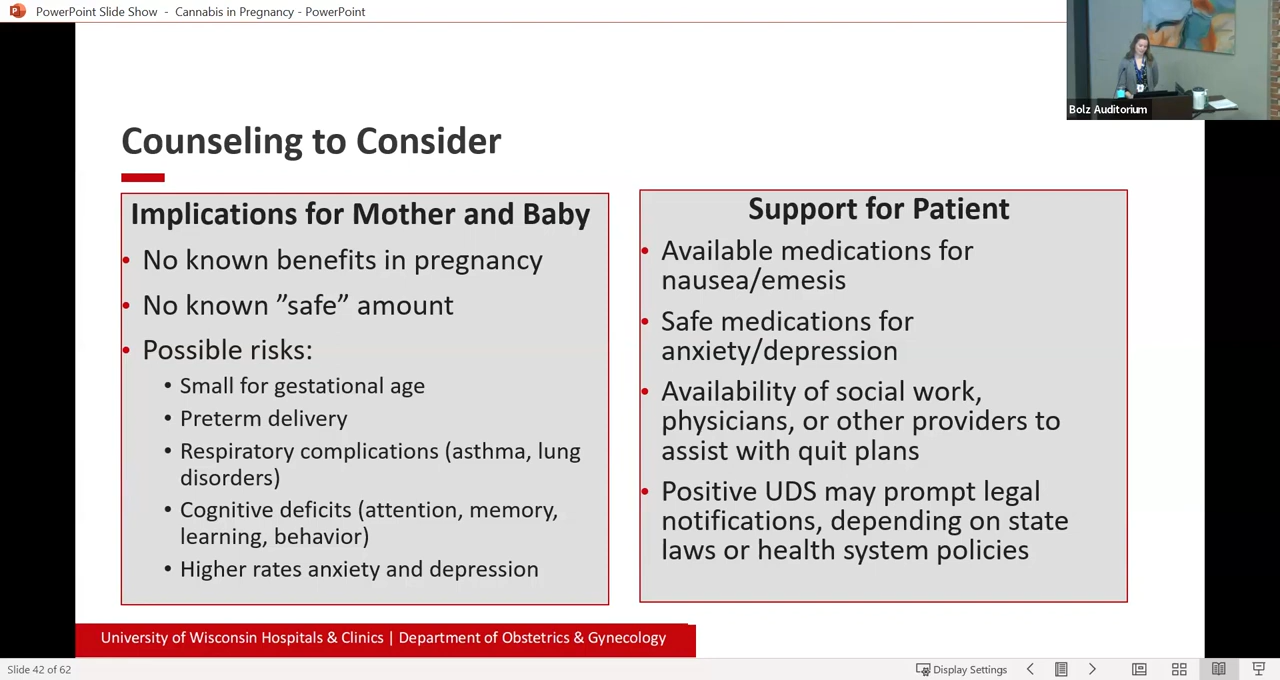 PowerPoint Slide Show - Cannabis in Pregnancy - PowerPoint
Bolz Auditorium
Counseling to Consider
Implications for Mother and Baby
• No known benefits in pregnancy
• No known ”safe” amount
• Possible risks:
• Small for gestational age
• Preterm delivery
• Respiratory complications (asthma, lung
disorders)
• Cognitive deficits (attention, memory,
learning, behavior)
• Higher rates anxiety and depression
Support for Patient
• Available medications for
nausea/emesis
• Safe medications for
anxiety/depression
• Availability of social work,
physicians, or other providers to
assist with quit plans
• Positive UDS may prompt legal
notifications, depending on state
laws or health system policies
University of Wisconsin Hospitals & Clinics | Department of Obstetrics & Gynecology
Slide 42 of 62
Display Settings